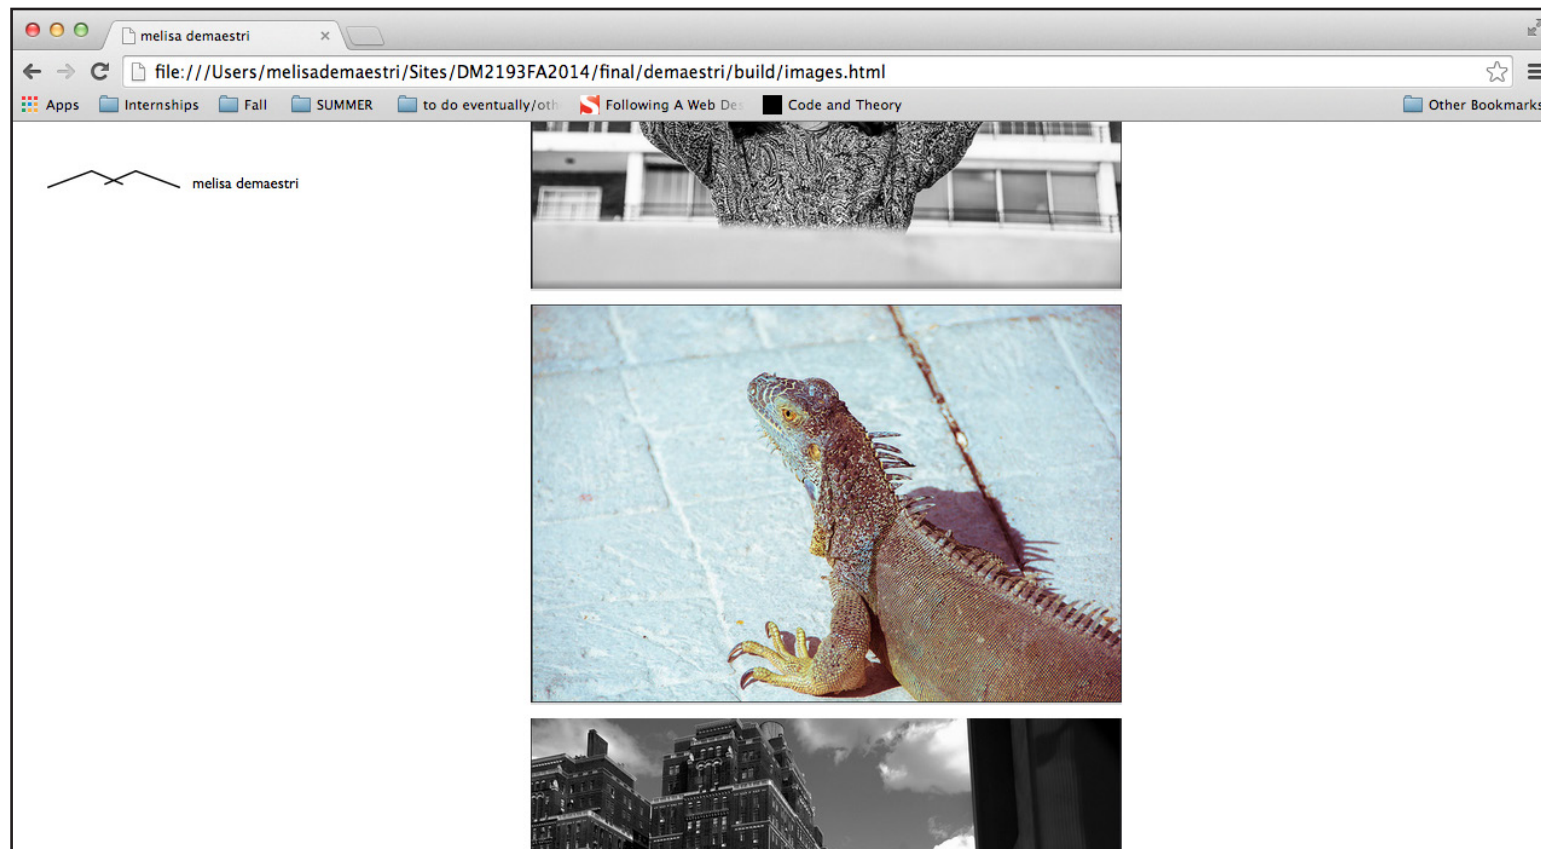 melisa demaestri
file:///Users/melisademaestri/Sites/DM2193FA2014/final/demaestri/build/images.html
Apps Internships Fall SUMMER to do eventually/oth Following A Web Des Code and Theory Other Bookmarks
melisa demaestri